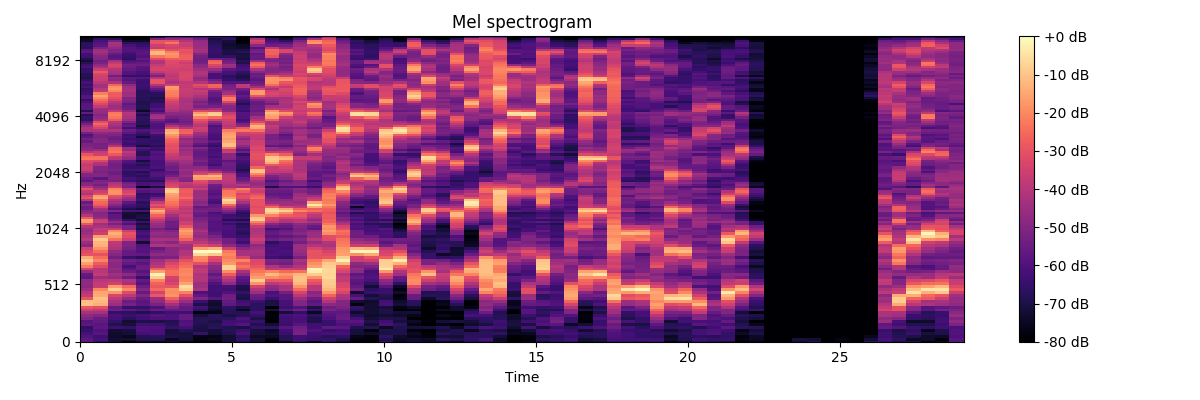 Mel spectrogram
+0 dB
8192
-10 dB
4096
-20 dB
-30 dB
2048
Hz
-40 dB
1024
-50 dB
-60 dB
512
-70 dB
0
-80 dB
0 5 10 15 20 25
Time